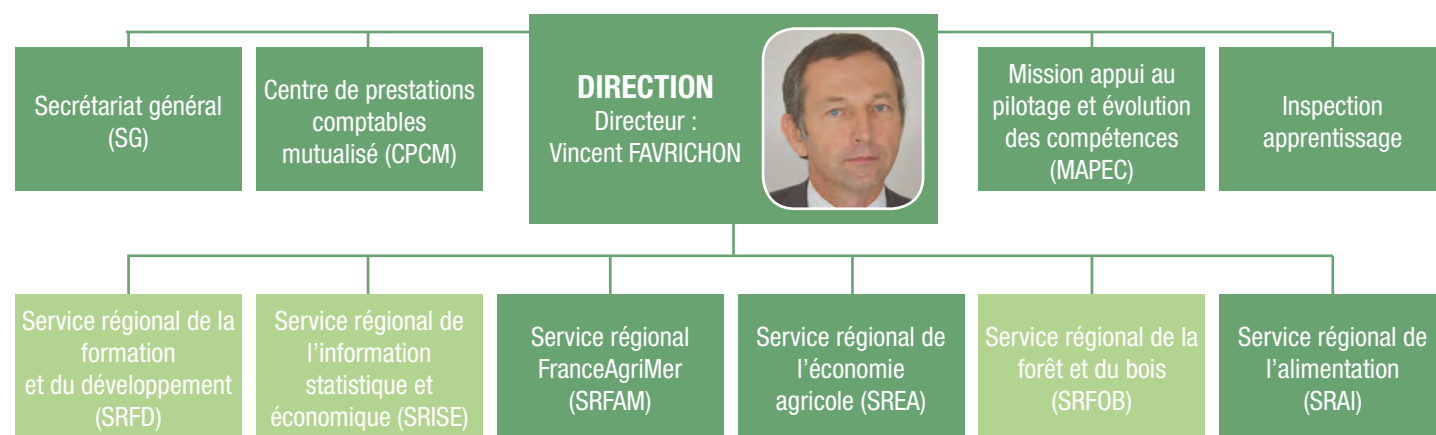 Secrétariat général
(SG)
Centre de prestations
comptables
mutualisé (CPCM)
DIRECTION
Directeur :
Vincent FAVRICHON
Mission appui au
pilotage et évolution
des compétences
(MAPEC)
Inspection
apprentissage
Service régional de la
formation
et du développement
(SRFD)
Service régional de
l’information
statistique et
économique (SRISE)
Service régional
FranceAgriMer
(SRFAM)
Service régional de
l’économie
agricole (SREA)
Service régional de la
forêt et du bois
(SRFOB)
Service régional de
l’alimentation
(SRAl)